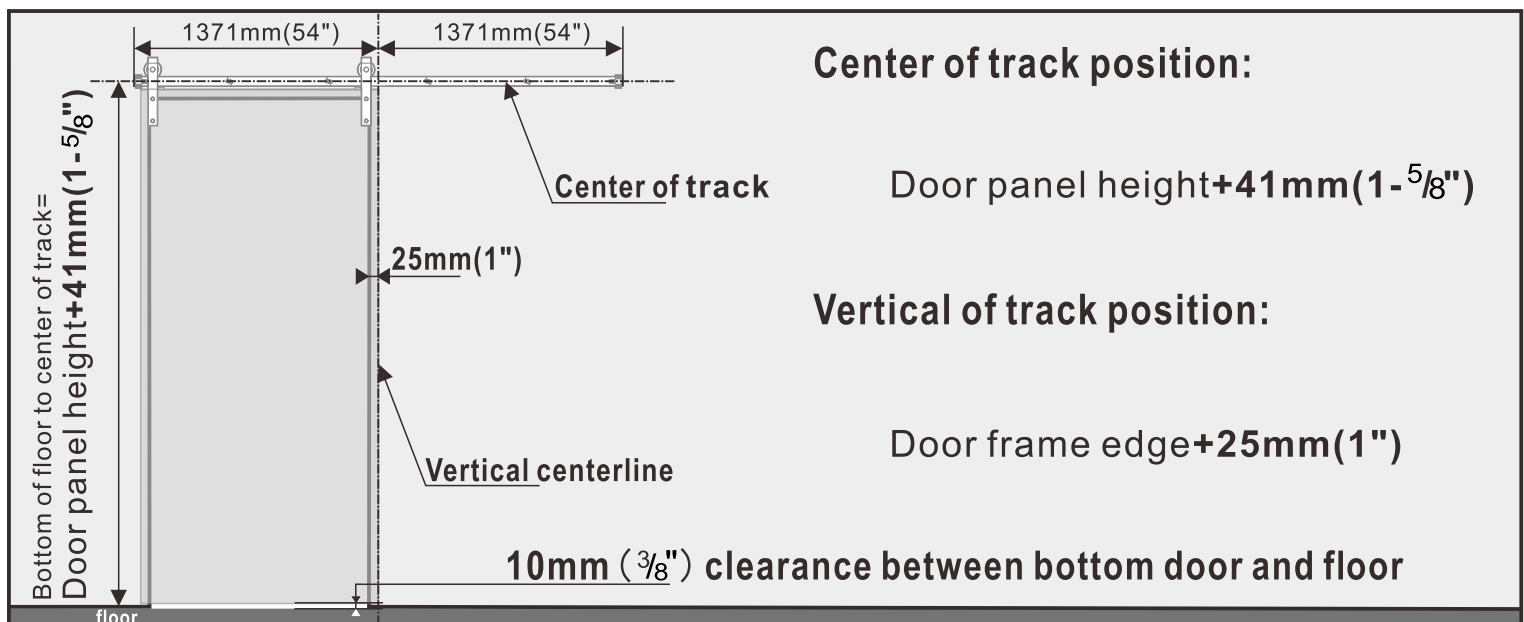 1371mm(54")
1371mm(54")
Center of track position:
Bottom of floor to center of track=
Door panel height+41mm(1-5/8")
Center of track
Door panel height+41mm(1-5/8")
25mm(1")
Vertical of track position:
Vertical centerline
Door frame edge+25mm(1")
10mm（3/8"）clearance between bottom door and floor
floor